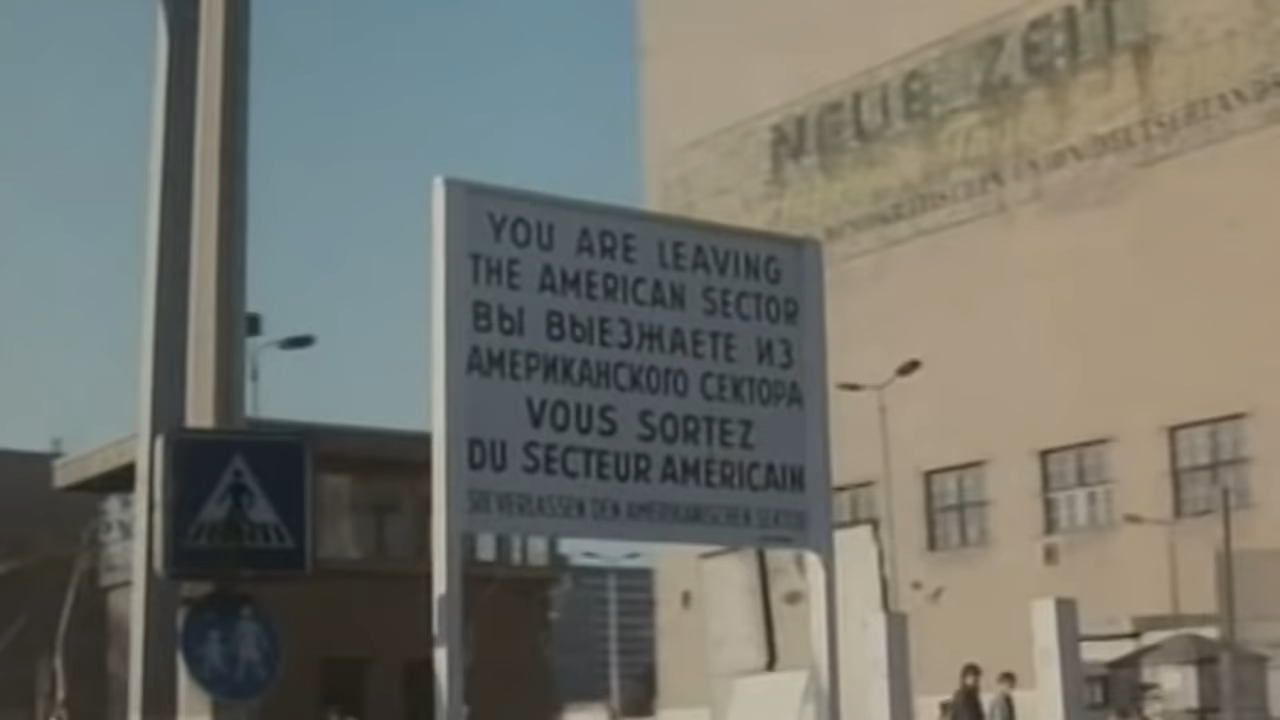 NEUE ZEIT
YOU ARE LEAVING
THE AMERICAN SECTOR
ВЫ ВЫЕЗЖАЕТЕ ИЗ
АМЕРИКАНСКОГО СЕКТОРА
VOUS SORTEZ
DU SECTEUR AMÉRICAIN
SIE VERLASSEN DEN AMERIKANISCHEN SEKTOR